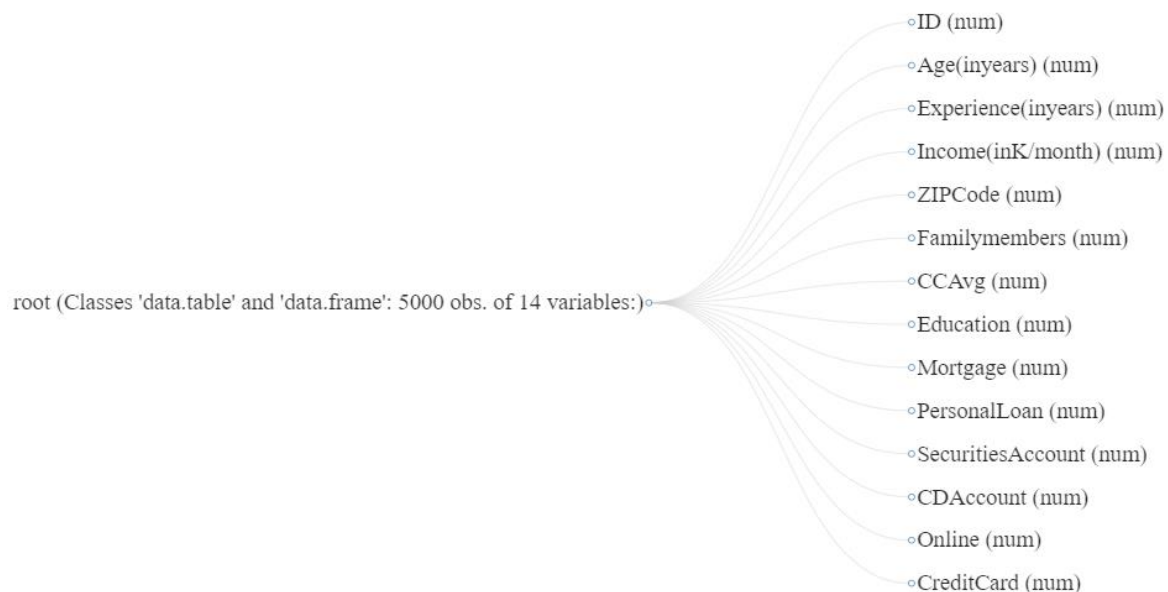 ID (num)
Age(inyears) (num)
Experience(inyears) (num)
Income(inK/month) (num)
ZIPCode (num)
Familymembers (num)
root (Classes 'data.table' and 'data.frame': 5000 obs. of 14 variables:)
CCAvg (num)
Education (num)
Mortgage (num)
PersonalLoan (num)
SecuritiesAccount (num)
CDAccount (num)
Online (num)
CreditCard (num)